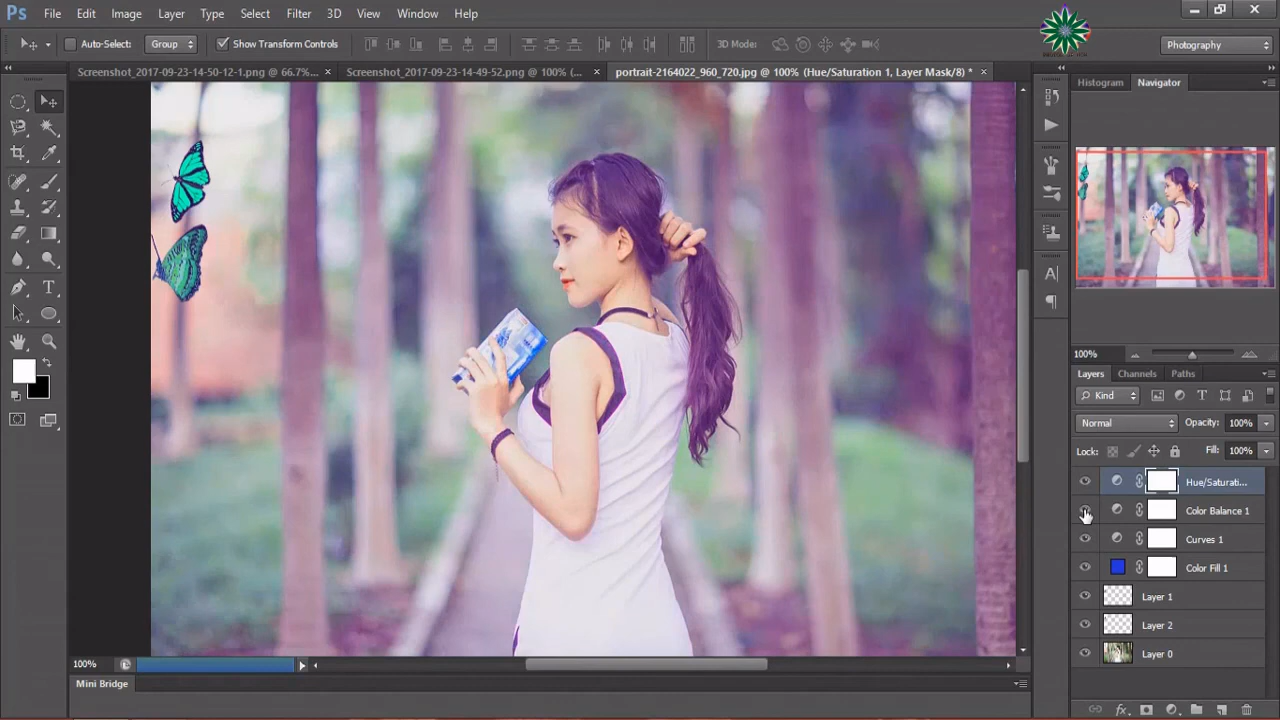 Ps File Edit Image Layer Type Select Filter 3D View Window Help
Auto-Select: Group Show Transform Controls 3D Mode: Photography
Screenshot_2017-09-23-14-50-12-1.png @ 66.7%... × Screenshot_2017-09-23-14-49-52.png @ 100% (... × portrait-2164022_960_720.jpg @ 100% (Hue/Saturation 1, Layer Mask/8) * ×
Histogram Navigator
100%
Layers Channels Paths
Kind
Normal Opacity: 100%
Lock: Fill: 100%
Hue/Saturati...
Color Balance 1
Curves 1
Color Fill 1
Layer 1
Layer 2
Layer 0
100%
Mini Bridge